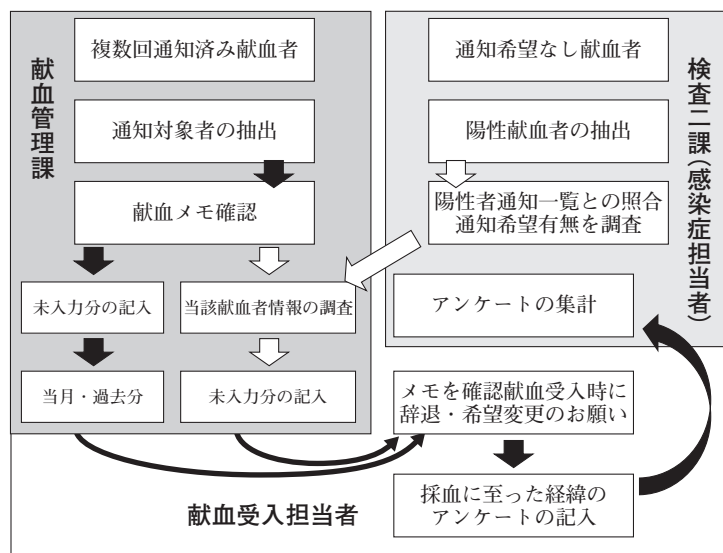 献血管理課
複数回通知済み献血者
通知対象者の抽出
献血メモ確認
未入力分の記入
当該献血者情報の調査
当月・過去分
未入力分の記入
検査二課(感染症担当者)
通知希望なし献血者
陽性献血者の抽出
陽性者通知一覧との照合
通知希望有無を調査
アンケートの集計
メモを確認献血受入時に
辞退・希望変更のお願い
献血受入担当者
採血に至った経緯の
アンケートの記入